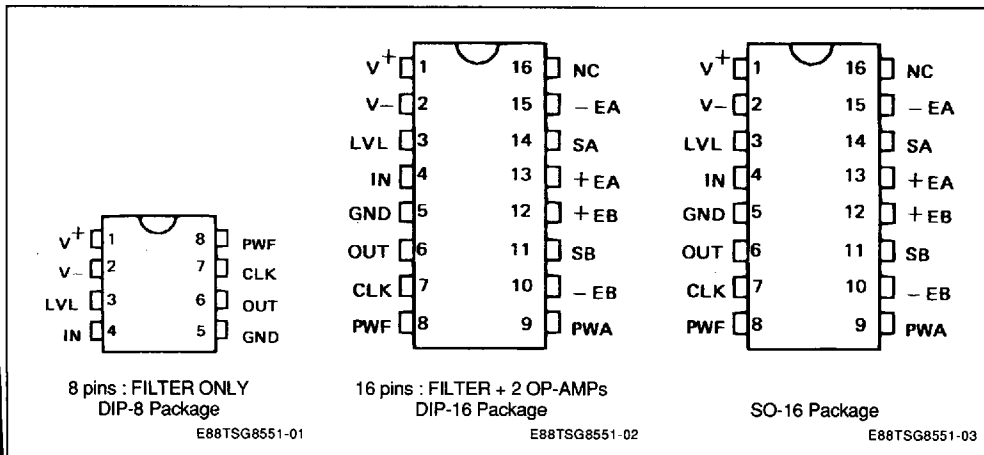 V+ 1 8 PWF
V− 2 7 CLK
LVL 3 6 OUT
IN 4 5 GND
8 pins : FILTER ONLY
DIP-8 Package
E88TSG8551-01
V+ 1 16 NC
V− 2 15 − EA
LVL 3 14 SA
IN 4 13 + EA
GND 5 12 + EB
OUT 6 11 SB
CLK 7 10 − EB
PWF 8 9 PWA
16 pins : FILTER + 2 OP-AMPs
DIP-16 Package
E88TSG8551-02
V+ 1 16 NC
V− 2 15 − EA
LVL 3 14 SA
IN 4 13 + EA
GND 5 12 + EB
OUT 6 11 SB
CLK 7 10 − EB
PWF 8 9 PWA
SO-16 Package
E88TSG8551-03